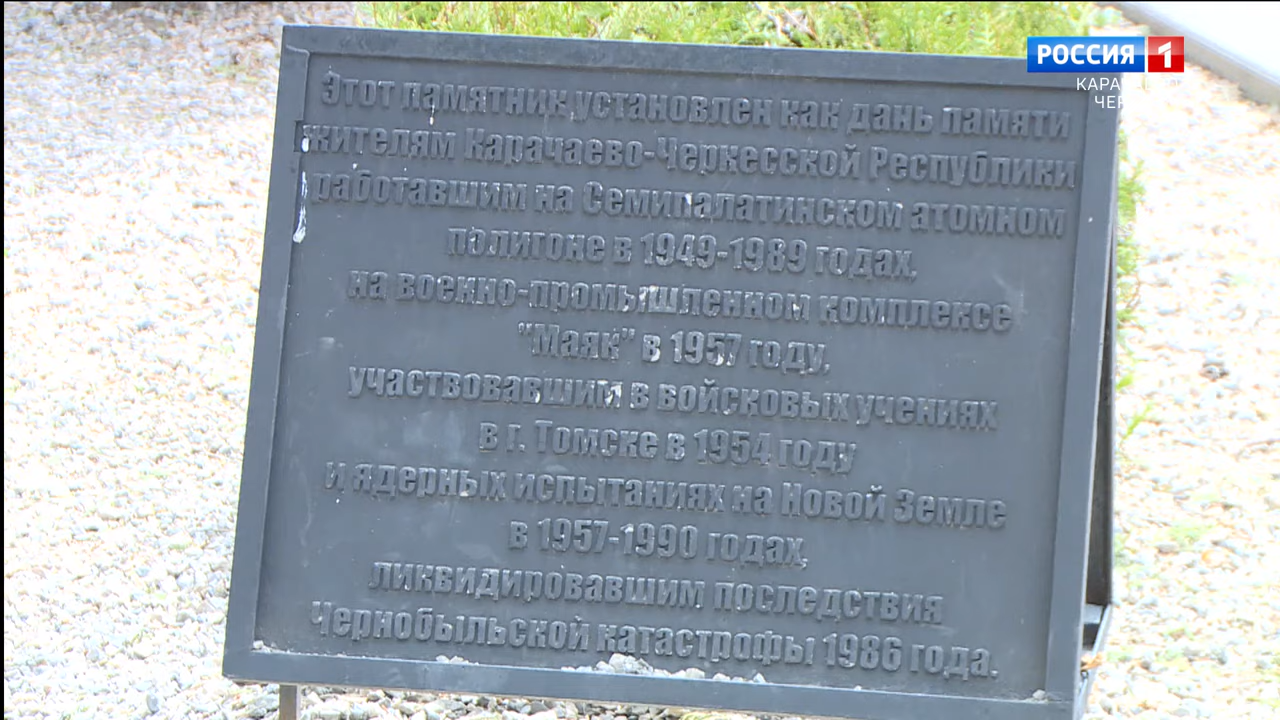 РОССИЯ 1
Этот памятник установлен как дань памяти
жителям Карачаево-Черкесской Республики
работавшим на Семипалатинском атомном
полигоне в 1949-1989 годах,
на военно-промышленном комплексе
"Маяк" в 1957 году,
участвовавшим в войсковых учениях
в г. Томске в 1954 году
и ядерных испытаниях на Новой Земле
в 1957-1990 годах,
ликвидировавшим последствия
Чернобыльской катастрофы 1986 года.